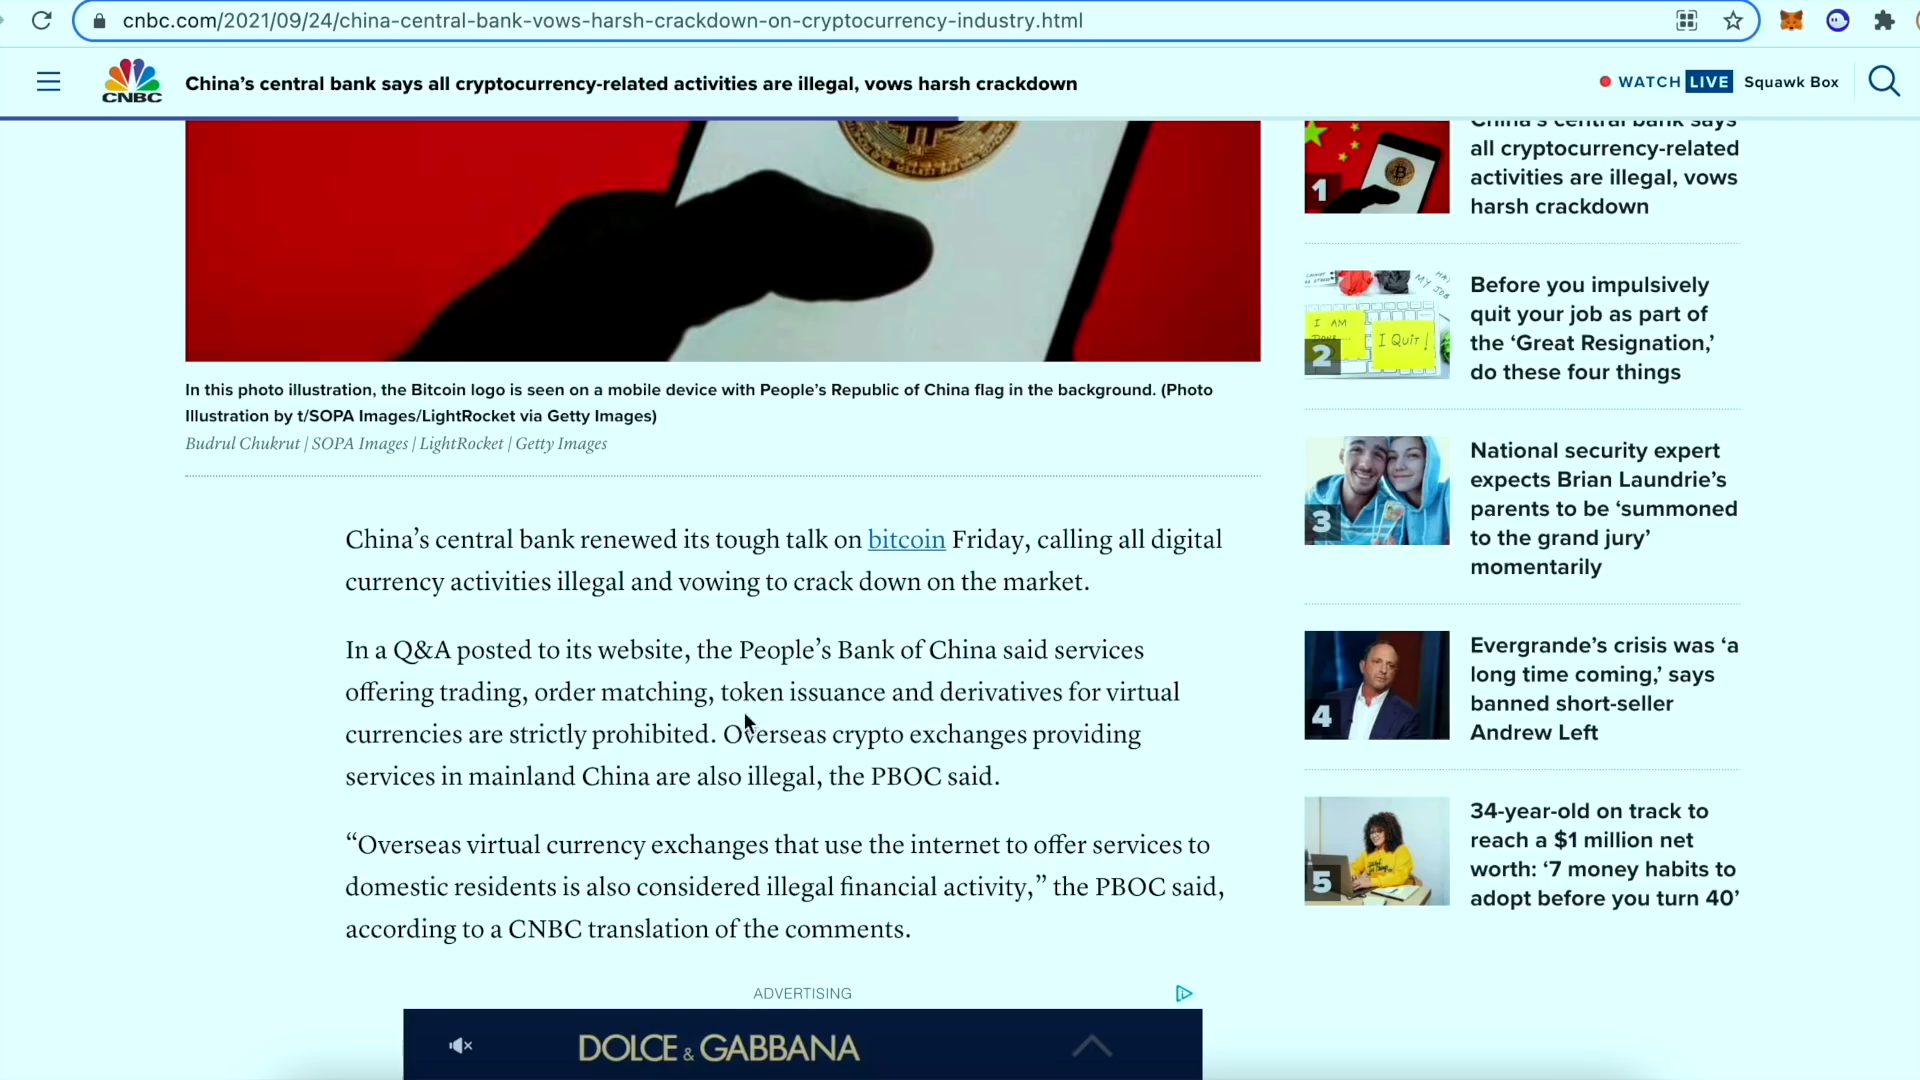 cnbc.com/2021/09/24/china-central-bank-vows-harsh-crackdown-on-cryptocurrency-industry.html
CNBC
China’s central bank says all cryptocurrency-related activities are illegal, vows harsh crackdown
WATCH LIVE Squawk Box
In this photo illustration, the Bitcoin logo is seen on a mobile device with People’s Republic of China flag in the background. (Photo
Illustration by t/SOPA Images/LightRocket via Getty Images)
Budrul Chukrut | SOPA Images | LightRocket | Getty Images
China’s central bank renewed its tough talk on bitcoin Friday, calling all digital
currency activities illegal and vowing to crack down on the market.
In a Q&A posted to its website, the People’s Bank of China said services
offering trading, order matching, token issuance and derivatives for virtual
currencies are strictly prohibited. Overseas crypto exchanges providing
services in mainland China are also illegal, the PBOC said.
“Overseas virtual currency exchanges that use the internet to offer services to
domestic residents is also considered illegal financial activity,” the PBOC said,
according to a CNBC translation of the comments.
ADVERTISING
DOLCE & GABBANA
1
China’s central bank says
all cryptocurrency-related
activities are illegal, vows
harsh crackdown
I AM
I QUIT!
MY JOB
2
Before you impulsively
quit your job as part of
the ‘Great Resignation,’
do these four things
3
National security expert
expects Brian Laundrie’s
parents to be ‘summoned
to the grand jury’
momentarily
4
Evergrande’s crisis was ‘a
long time coming,’ says
banned short-seller
Andrew Left
5
34-year-old on track to
reach a $1 million net
worth: ‘7 money habits to
adopt before you turn 40’